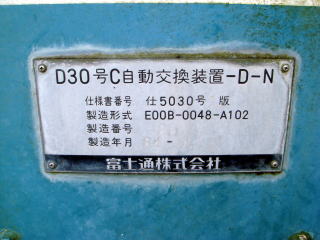 D30号C自動交換装置-D-N
仕様書番号 仕5030号 版
製造形式 E00B-0048-A102
製造番号
製造年月 -
富士通株式会社